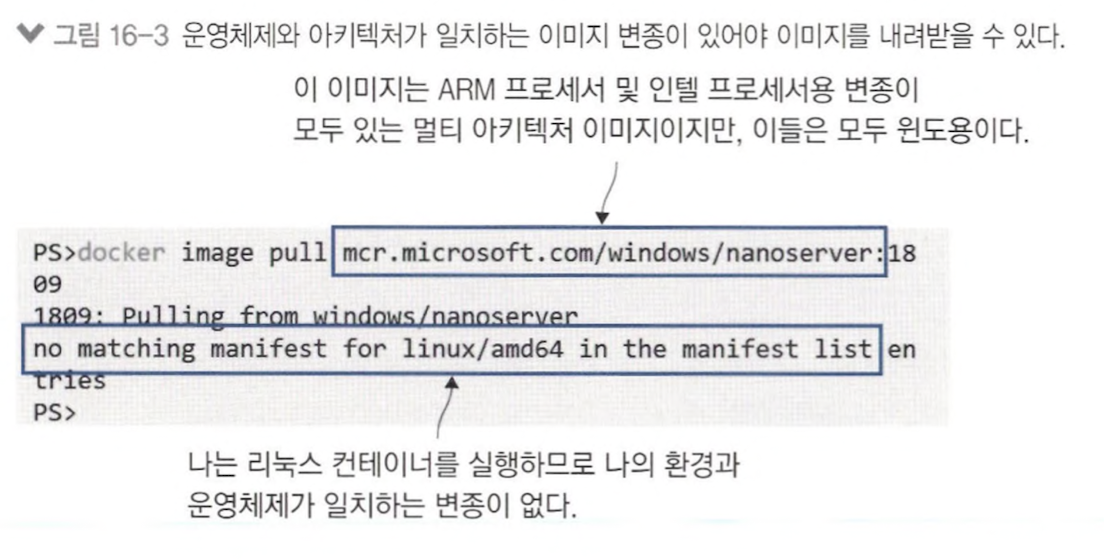 그림 16-3 운영체제와 아키텍처가 일치하는 이미지 변종이 있어야 이미지를 내려받을 수 있다.
이 이미지는 ARM 프로세서 및 인텔 프로세서용 변종이
모두 있는 멀티 아키텍처 이미지이지만, 이들은 모두 윈도용이다.
PS>docker image pull mcr.microsoft.com/windows/nanoserver:18
09
1809: Pulling from windows/nanoserver
no matching manifest for linux/amd64 in the manifest list en
tries
PS>
나는 리눅스 컨테이너를 실행하므로 나의 환경과
운영체제가 일치하는 변종이 없다.